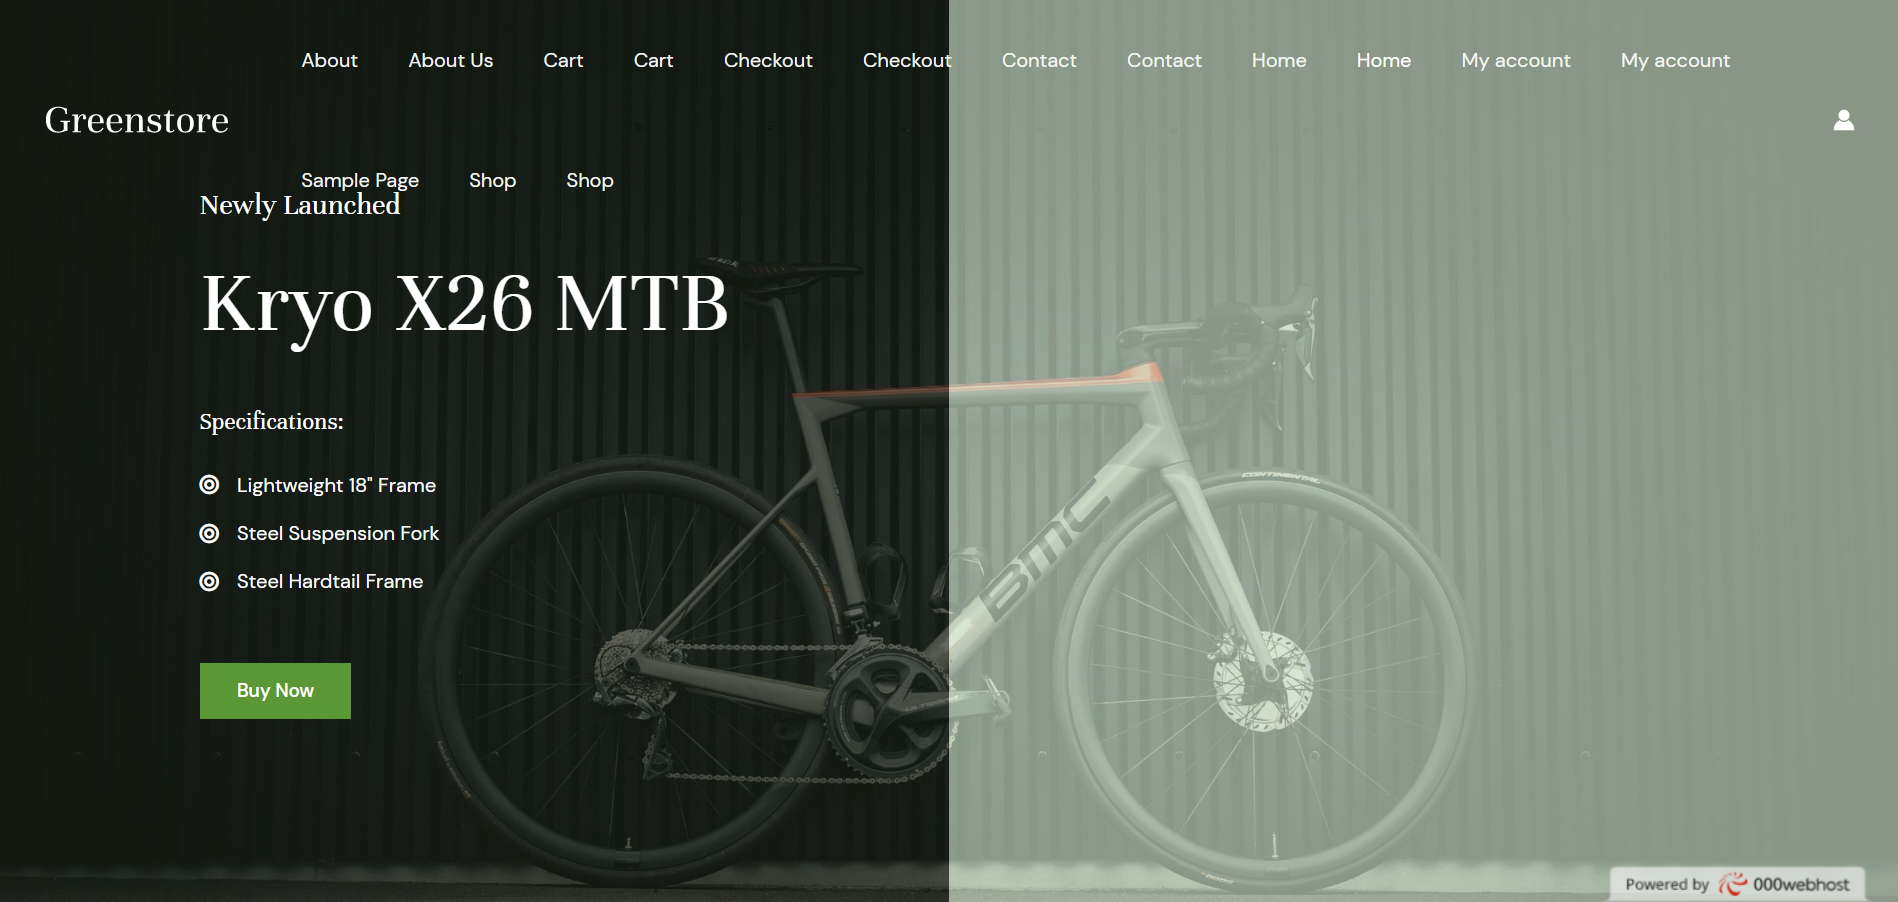 About About Us Cart Cart Checkout Checkout Contact Contact Home Home My account My account
Greenstore
Sample Page Shop Shop
Newly Launched
Kryo X26 MTB
Specifications:
Lightweight 18" Frame
Steel Suspension Fork
Steel Hardtail Frame
Buy Now
CONTINENTAL
BMC
Powered by 000webhost